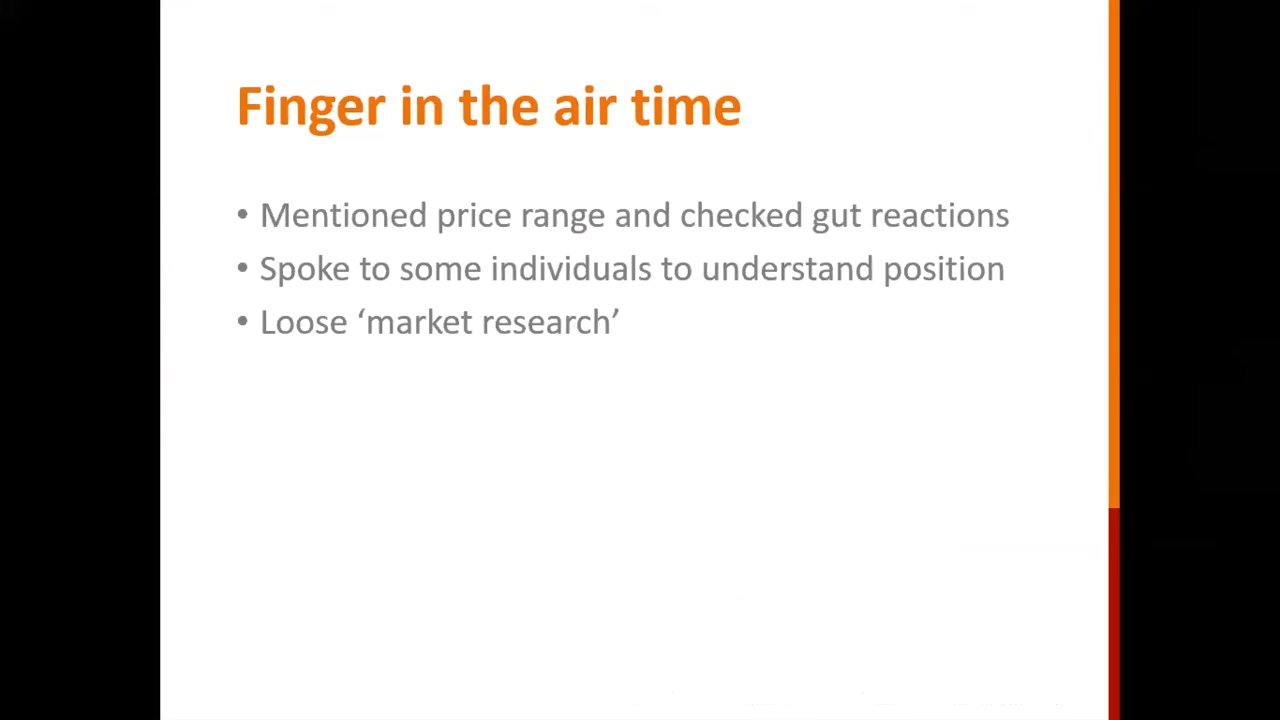 Finger in the air time
• Mentioned price range and checked gut reactions
• Spoke to some individuals to understand position
• Loose ‘market research’